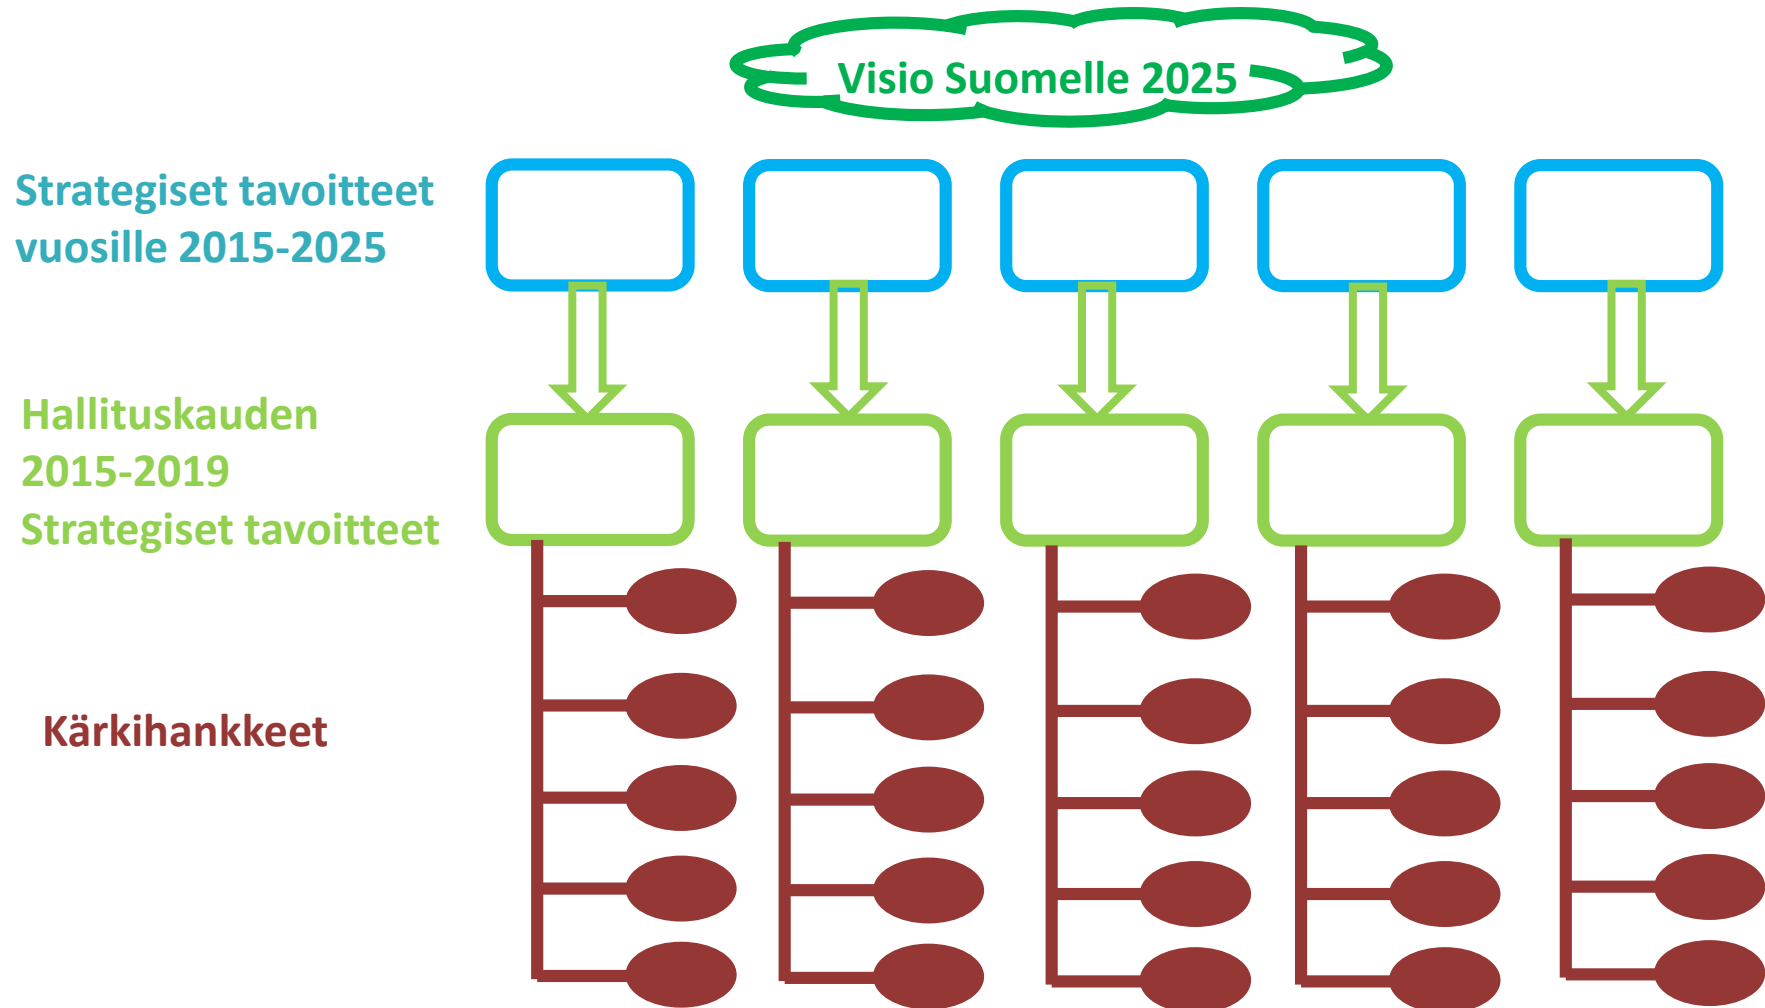 Visio Suomelle 2025
Strategiset tavoitteet
vuosille 2015-2025
Hallituskauden
2015-2019
Strategiset tavoitteet
Kärkihankkeet